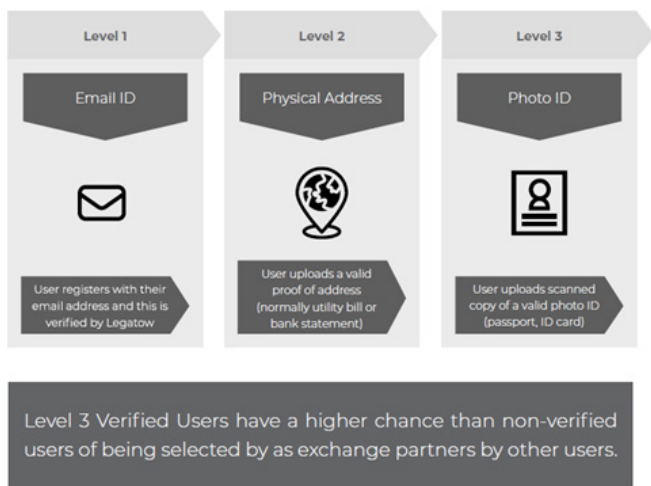 Level 1
Level 2
Level 3
Email ID
Physical Address
Photo ID
User registers with their
email address and this is
verified by Legatow
User uploads a valid
proof of address
(normally utility bill or
bank statement)
User uploads scanned
copy of a valid photo ID
(passport, ID card)
Level 3 Verified Users have a higher chance than non-verified
users of being selected by as exchange partners by other users.